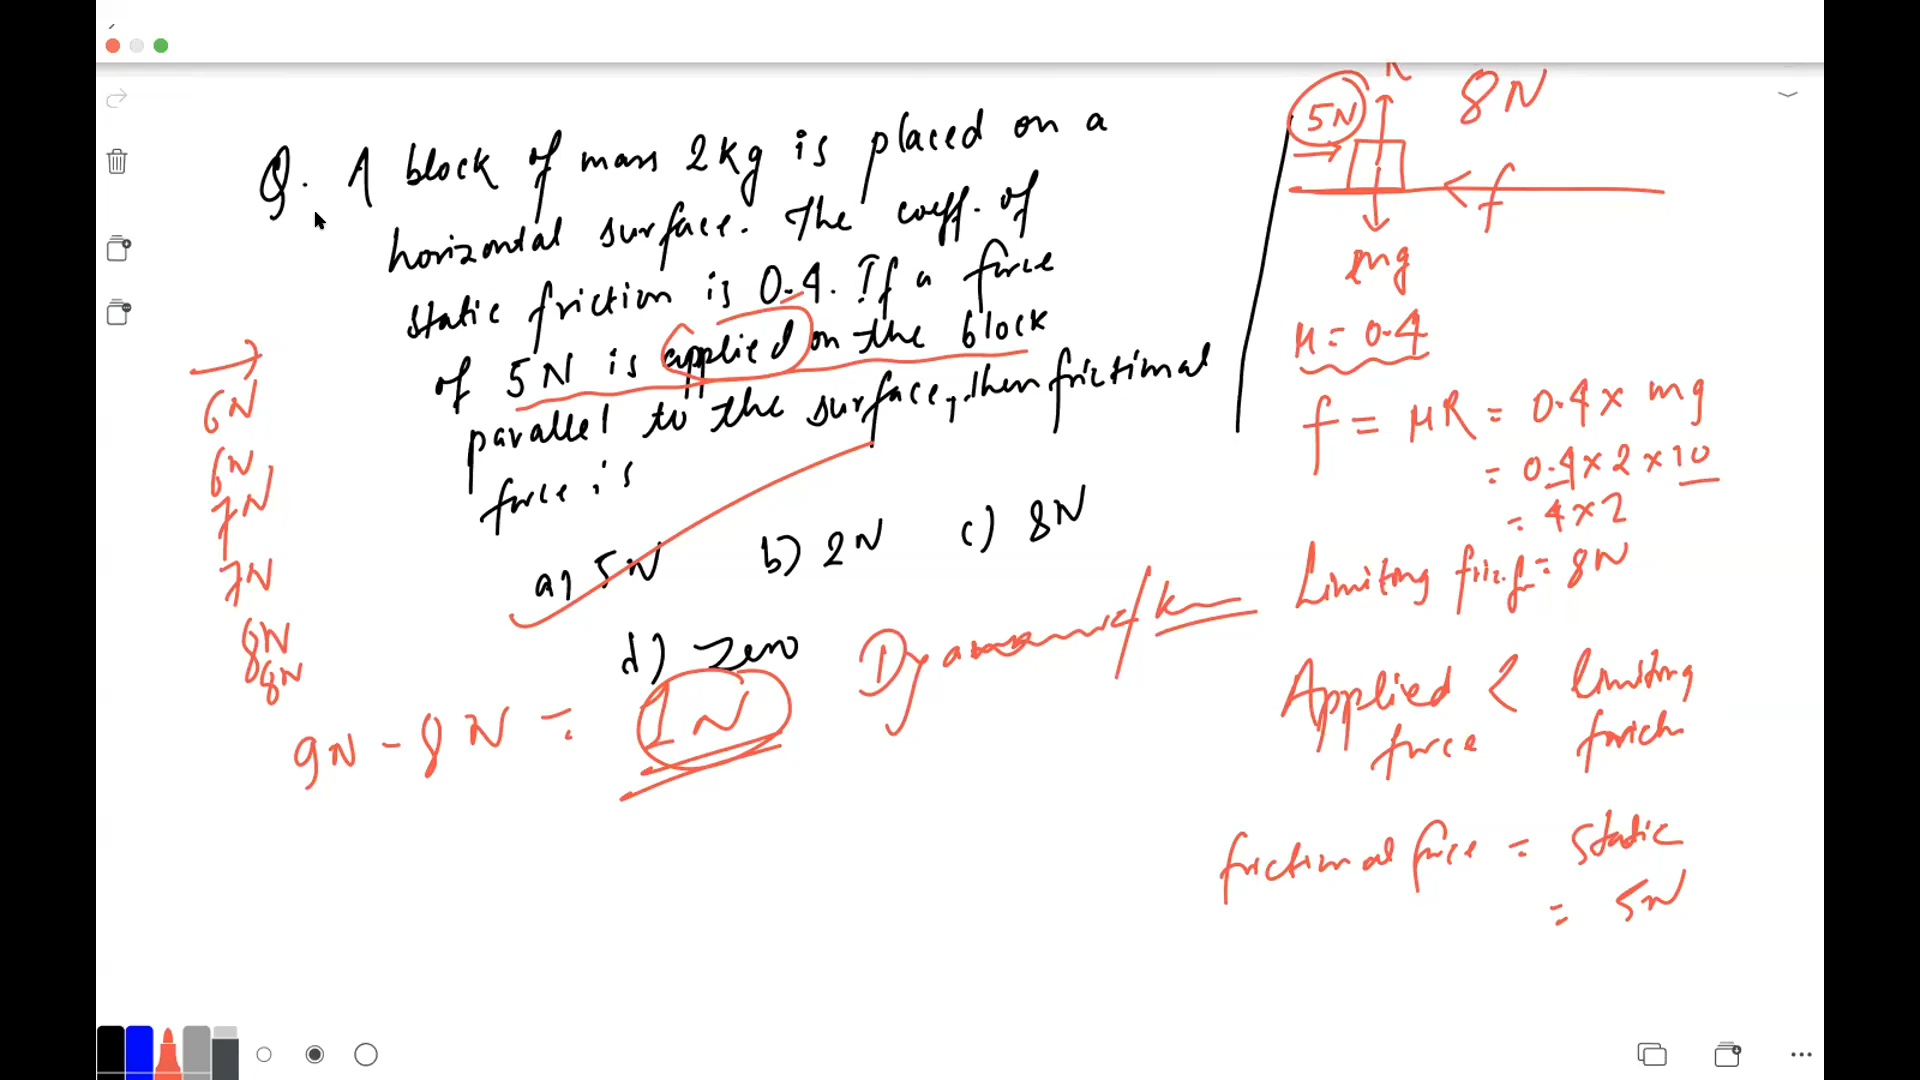 Q. A block of mass 2kg is placed on a
horizontal surface. The coeff. of
static friction is 0.4. If a force
of 5N is applied on the block
parallel to the surface, then frictional
force is
a) 5N b) 2N c) 8N
d) zero
6N
6N
7N
7N
8N
8N
9N - 8N = 1N
Dynamic/k
5N R 8N
f
mg
μ = 0.4
f = μR = 0.4 x mg
= 0.4 x 2 x 10
= 4 x 2
Limiting fric. f = 8N
Applied < limiting
force frich
frictional force = static
= 5N